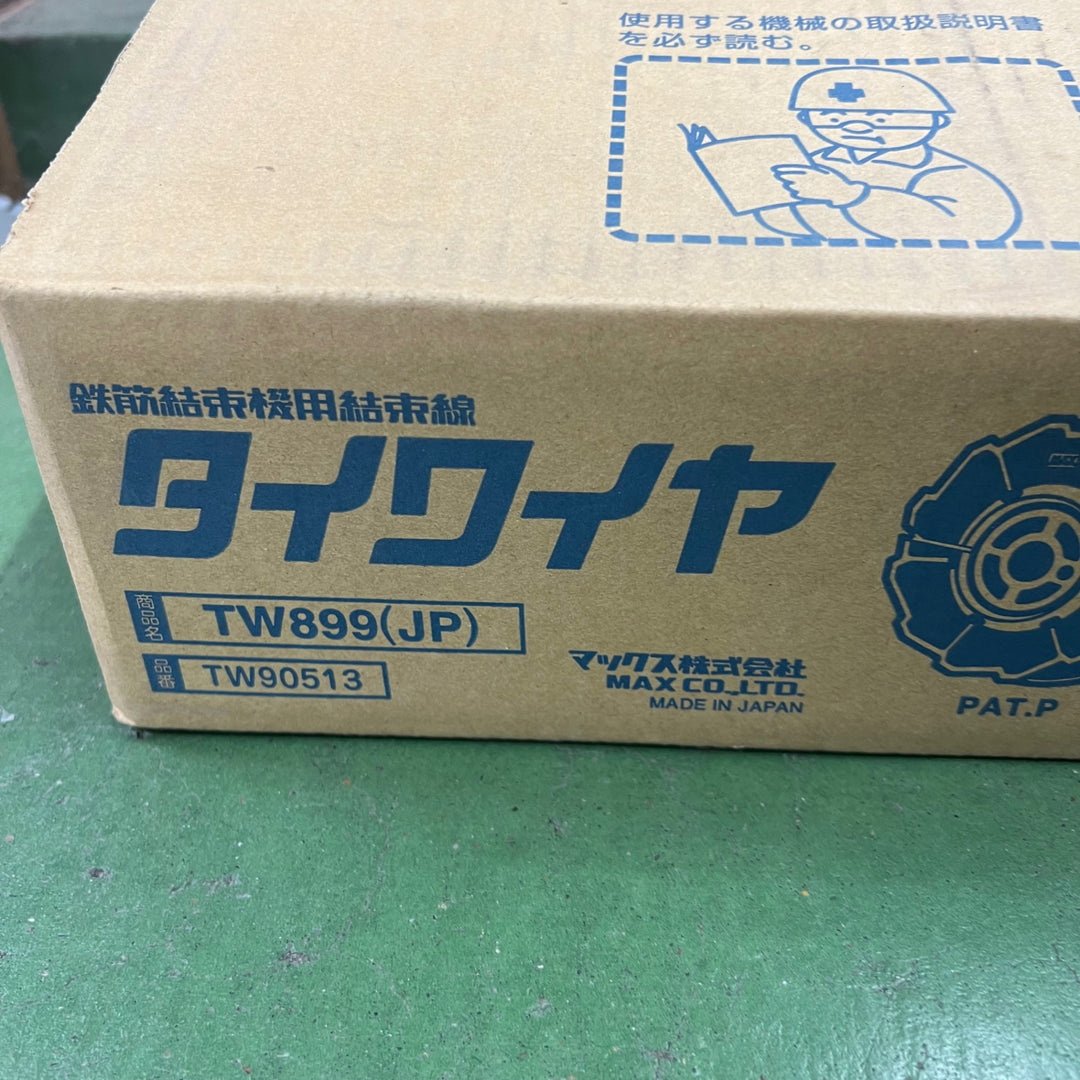 使用する機械の取扱説明書
を必ず読む。
鉄筋結束機用結束線
タイワイヤ
商品名 TW899(JP)
品番 TW90513
マックス株式会社
MAX CO.,LTD.
MADE IN JAPAN
MAX
PAT.P